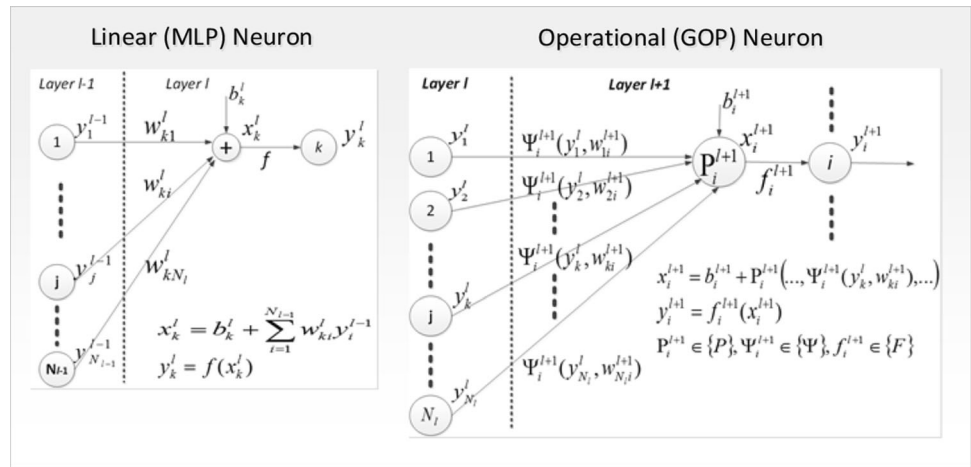 Linear (MLP) Neuron
Layer l-1
Layer l
b_k^l
1
y_1^{l-1}
w_{k1}^l
x_k^l
+
f
k
y_k^l
w_{ki}^l
j
y_j^{l-1}
w_{kN_l}^l
N_{l-1}
y_{N_{l-1}}^{l-1}
x_k^l = b_k^l + \sum_{i=1}^{N_{l-1}} w_{ki}^l y_i^{l-1}
y_k^l = f(x_k^l)
Operational (GOP) Neuron
Layer l
Layer l+1
b_i^{l+1}
1
y_1^l
Ψ_i^{l+1}(y_1^l, w_{1i}^{l+1})
P_i^{l+1}
x_i^{l+1}
f_i^{l+1}
i
y_i^{l+1}
2
y_2^l
Ψ_i^{l+1}(y_2^l, w_{2i}^{l+1})
j
y_k^l
Ψ_i^{l+1}(y_k^l, w_{ki}^{l+1})
N_l
y_{N_l}^l
Ψ_i^{l+1}(y_{N_l}^l, w_{N_l i}^{l+1})
x_i^{l+1} = b_i^{l+1} + P_i^{l+1}(..., Ψ_i^{l+1}(y_k^l, w_{ki}^{l+1}),...)
y_i^{l+1} = f_i^{l+1}(x_i^{l+1})
P_i^{l+1} ∈ {P}, Ψ_i^{l+1} ∈ {Ψ}, f_i^{l+1} ∈ {F}